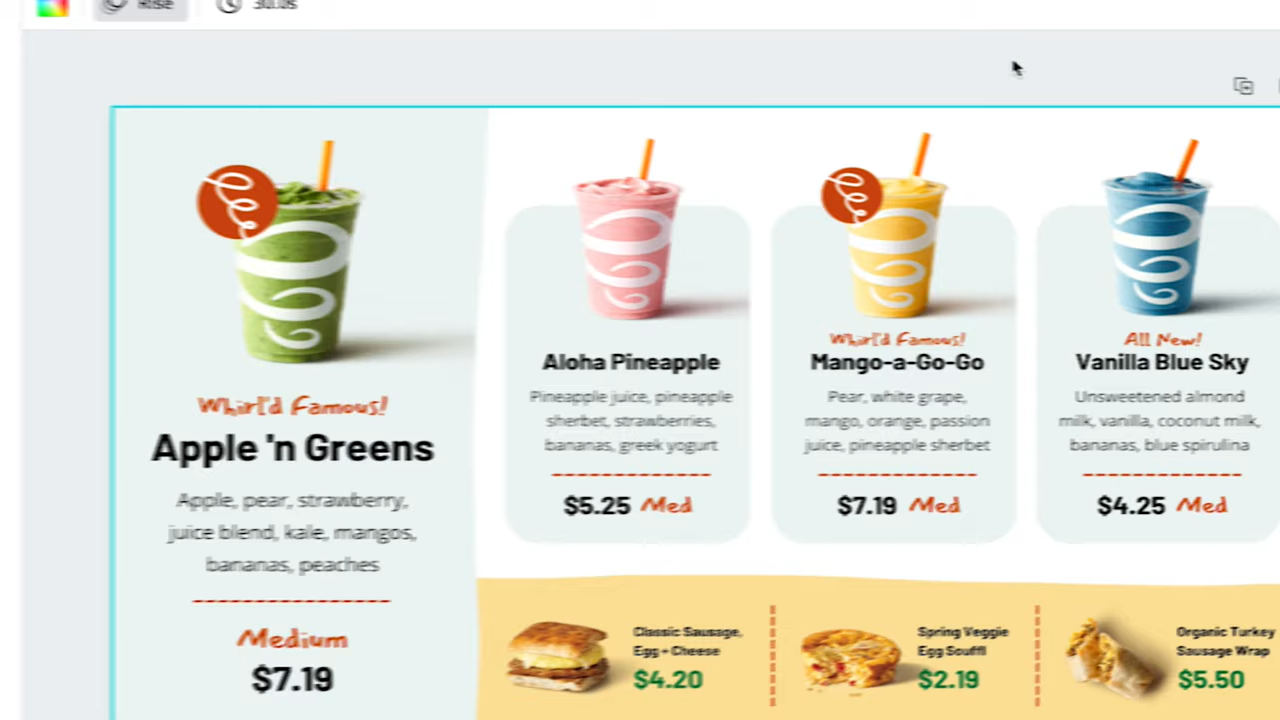 Rise
30.0s
Whirl'd Famous!
Apple 'n Greens
Apple, pear, strawberry,
juice blend, kale, mangos,
bananas, peaches
Medium
$7.19
Aloha Pineapple
Pineapple juice, pineapple
sherbet, strawberries,
bananas, greek yogurt
$5.25 Med
Whirl'd Famous!
Mango-a-Go-Go
Pear, white grape,
mango, orange, passion
juice, pineapple sherbet
$7.19 Med
All New!
Vanilla Blue Sky
Unsweetened almond
milk, vanilla, coconut milk,
bananas, blue spirulina
$4.25 Med
Classic Sausage,
Egg + Cheese
$4.20
Spring Veggie
Egg Souffl
$2.19
Organic Turkey
Sausage Wrap
$5.50